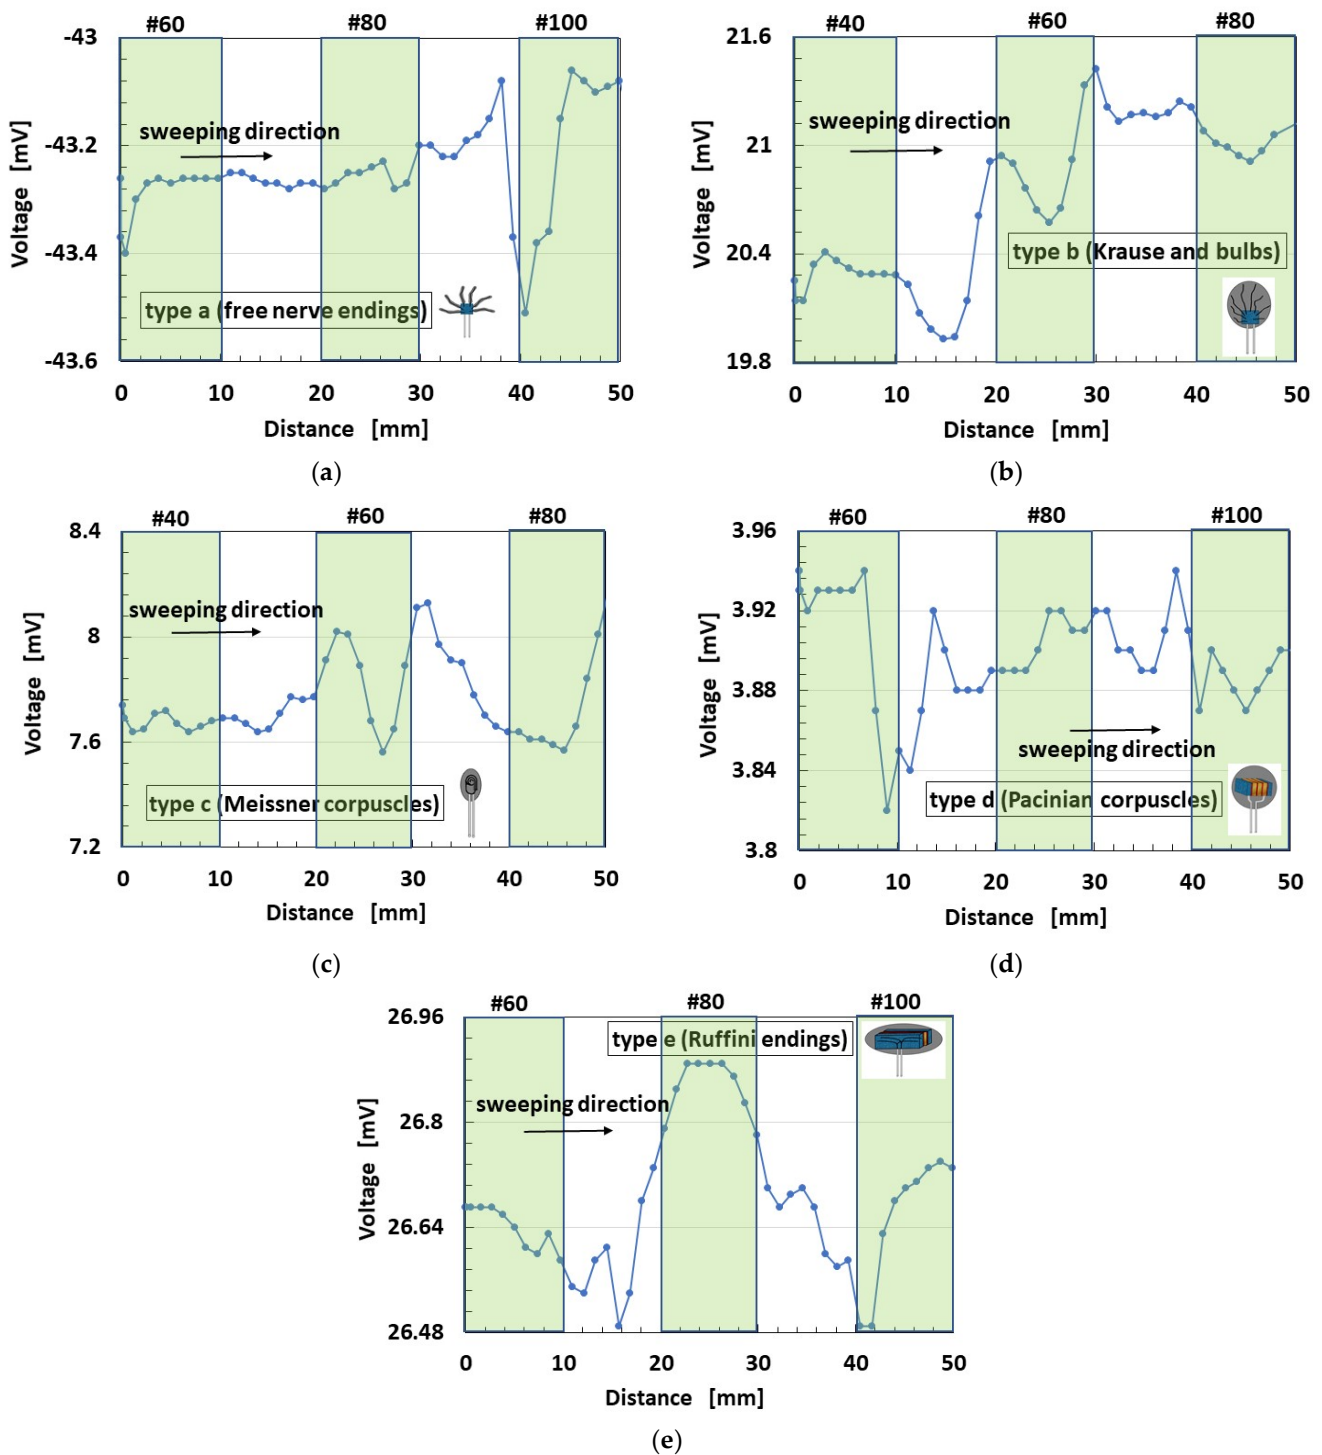 #60 #80 #100
-43
-43.2
-43.4
-43.6
Voltage [mV]
sweeping direction
type a (free nerve endings)
0 10 20 30 40 50
Distance [mm]
(a)
#40 #60 #80
21.6
21
20.4
19.8
Voltage [mV]
sweeping direction
type b (Krause and bulbs)
0 10 20 30 40 50
Distance [mm]
(b)
#40 #60 #80
8.4
8
7.6
7.2
Voltage [mV]
sweeping direction
type c (Meissner corpuscles)
0 10 20 30 40 50
Distance [mm]
(c)
#60 #80 #100
3.96
3.92
3.88
3.84
3.8
Voltage [mV]
sweeping direction
type d (Pacinian corpuscles)
0 10 20 30 40 50
Distance [mm]
(d)
#60 #80 #100
26.96
26.8
26.64
26.48
Voltage [mV]
type e (Ruffini endings)
sweeping direction
0 10 20 30 40 50
Distance [mm]
(e)